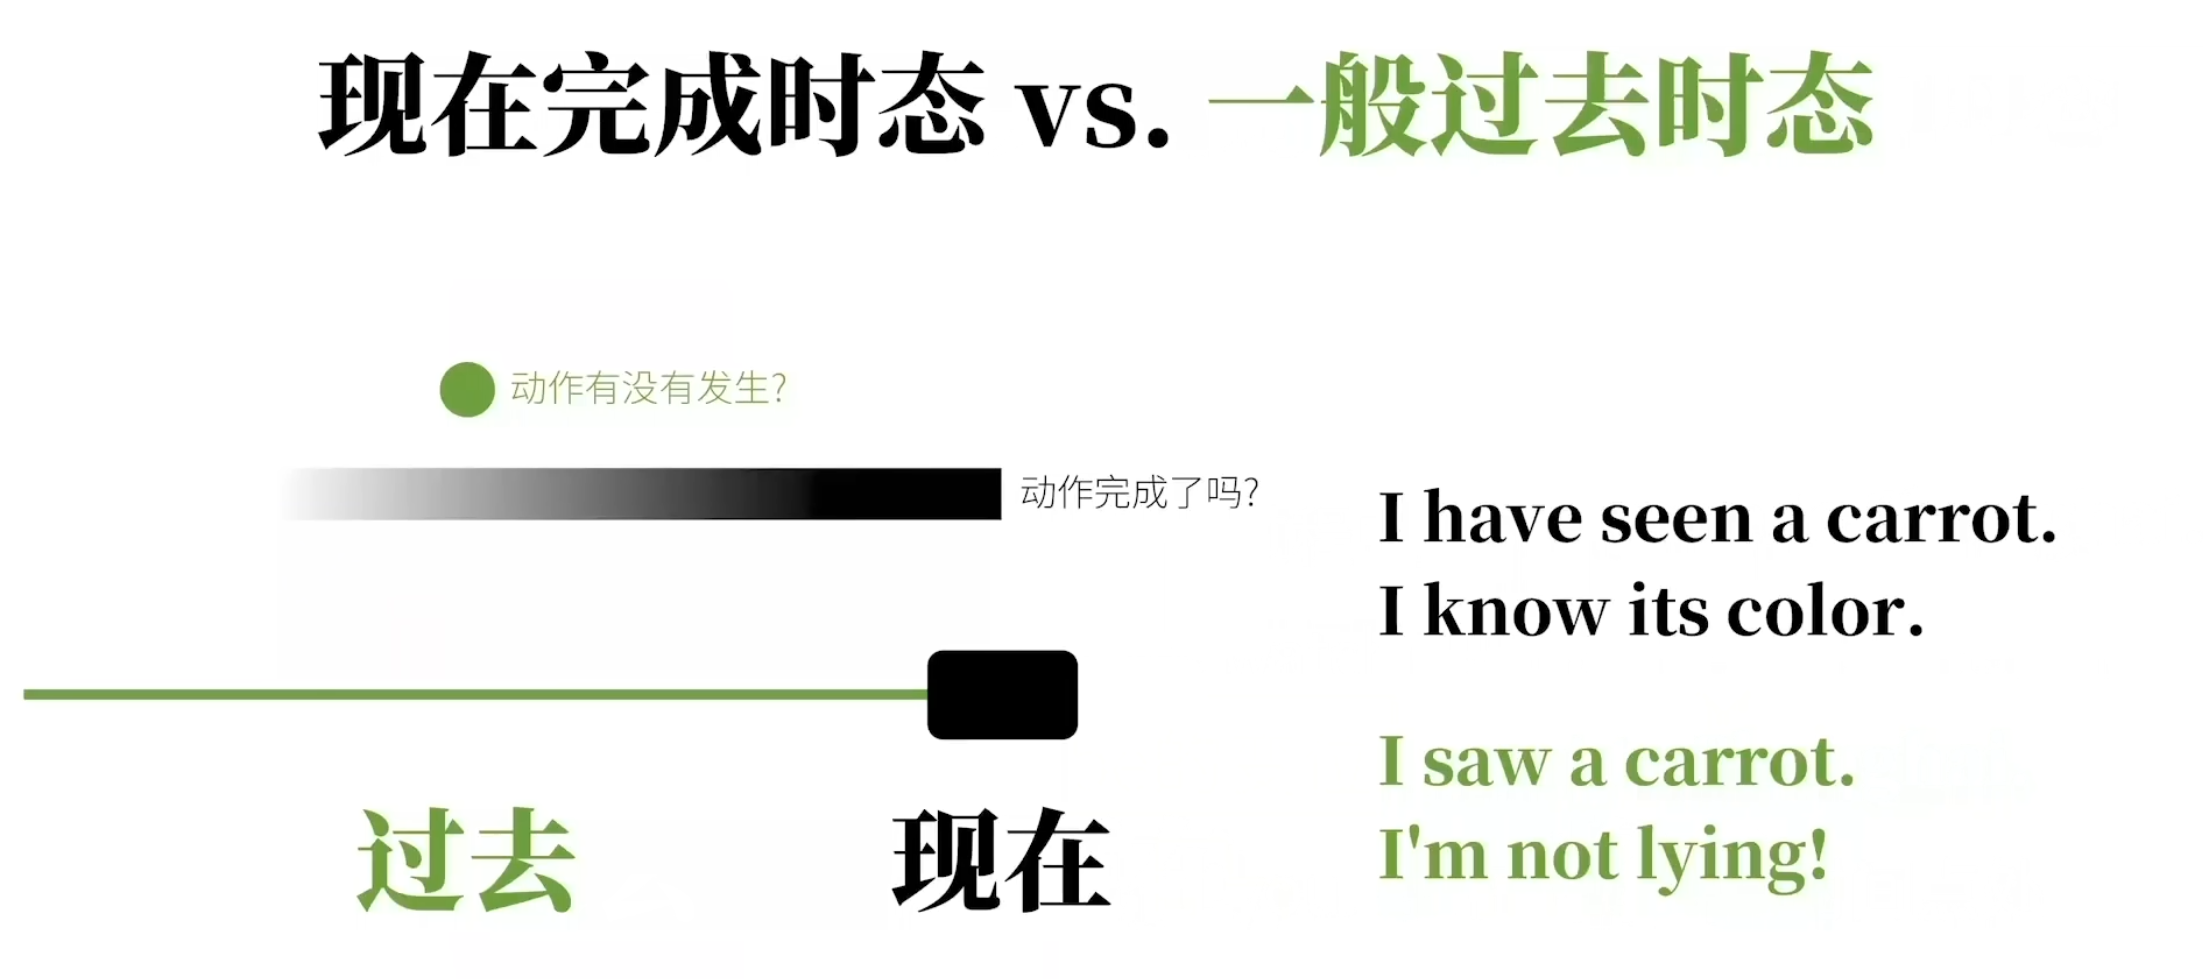 现在完成时态 vs. 一般过去时态
动作有没有发生?
动作完成了吗?
I have seen a carrot.
I know its color.
I saw a carrot.
I'm not lying!
过去
现在